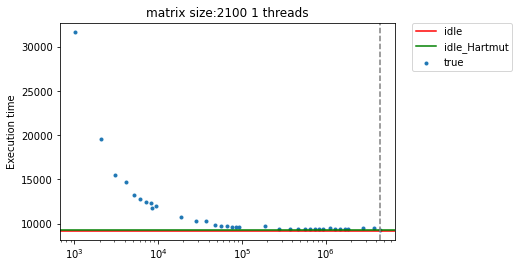 matrix size:2100 1 threads
Execution time
30000
25000
20000
15000
10000
10³
10⁴
10⁵
10⁶
idle
idle_Hartmut
true